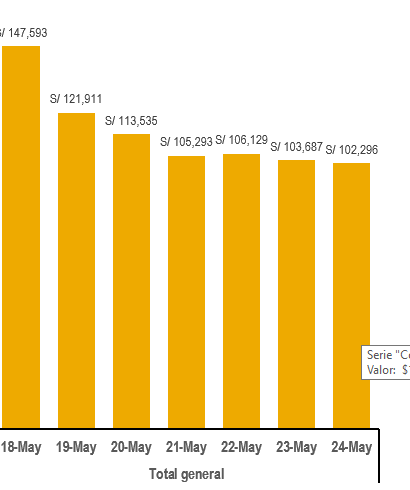 S/ 147,593
S/ 121,911
S/ 113,535
S/ 105,293
S/ 106,129
S/ 103,687
S/ 102,296
Serie "C
Valor: $
18-May
19-May
20-May
21-May
22-May
23-May
24-May
Total general